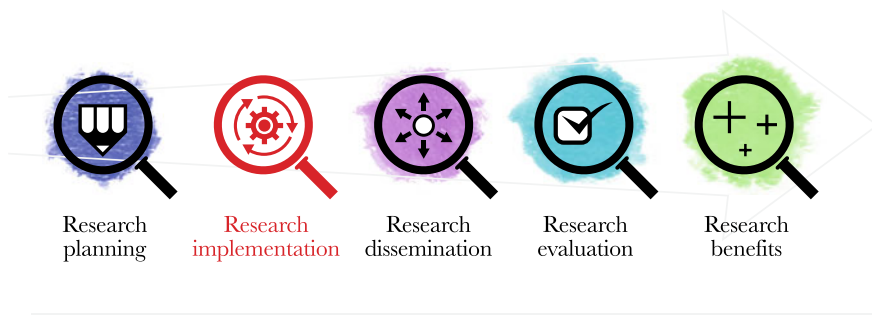 Research
planning
Research
implementation
Research
dissemination
Research
evaluation
Research
benefits